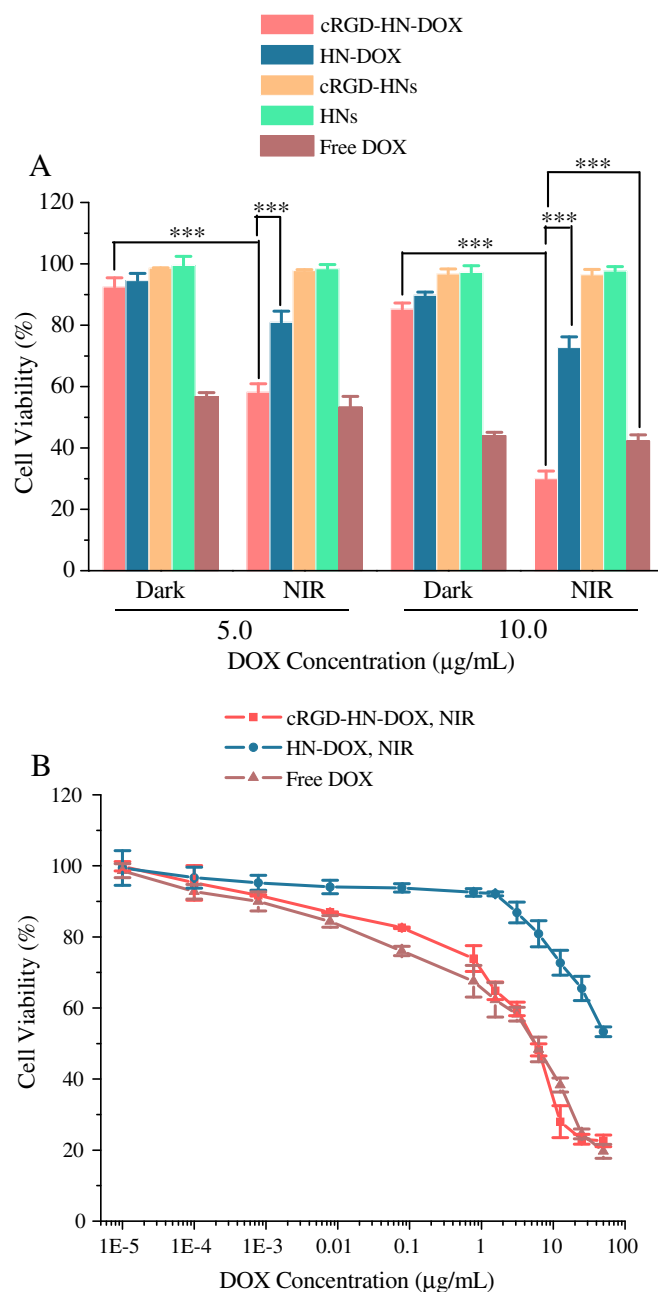 cRGD-HN-DOX
HN-DOX
cRGD-HNs
HNs
Free DOX
A
***
***
***
***
***
120
100
80
60
40
20
0
Cell Viability (%)
Dark
NIR
Dark
NIR
5.0
10.0
DOX Concentration (μg/mL)
cRGD-HN-DOX, NIR
HN-DOX, NIR
Free DOX
B
120
100
80
60
40
20
0
Cell Viability (%)
1E-5
1E-4
1E-3
0.01
0.1
1
10
100
DOX Concentration (μg/mL)